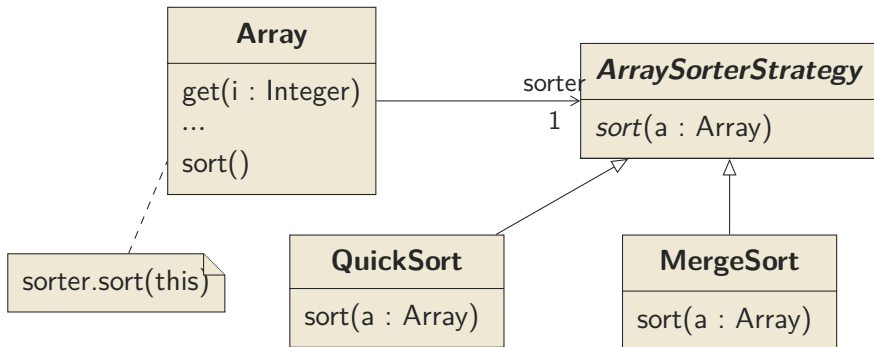 Array
get(i : Integer)
...
sort()
sorter
1
ArraySorterStrategy
sort(a : Array)
sorter.sort(this)
QuickSort
sort(a : Array)
MergeSort
sort(a : Array)